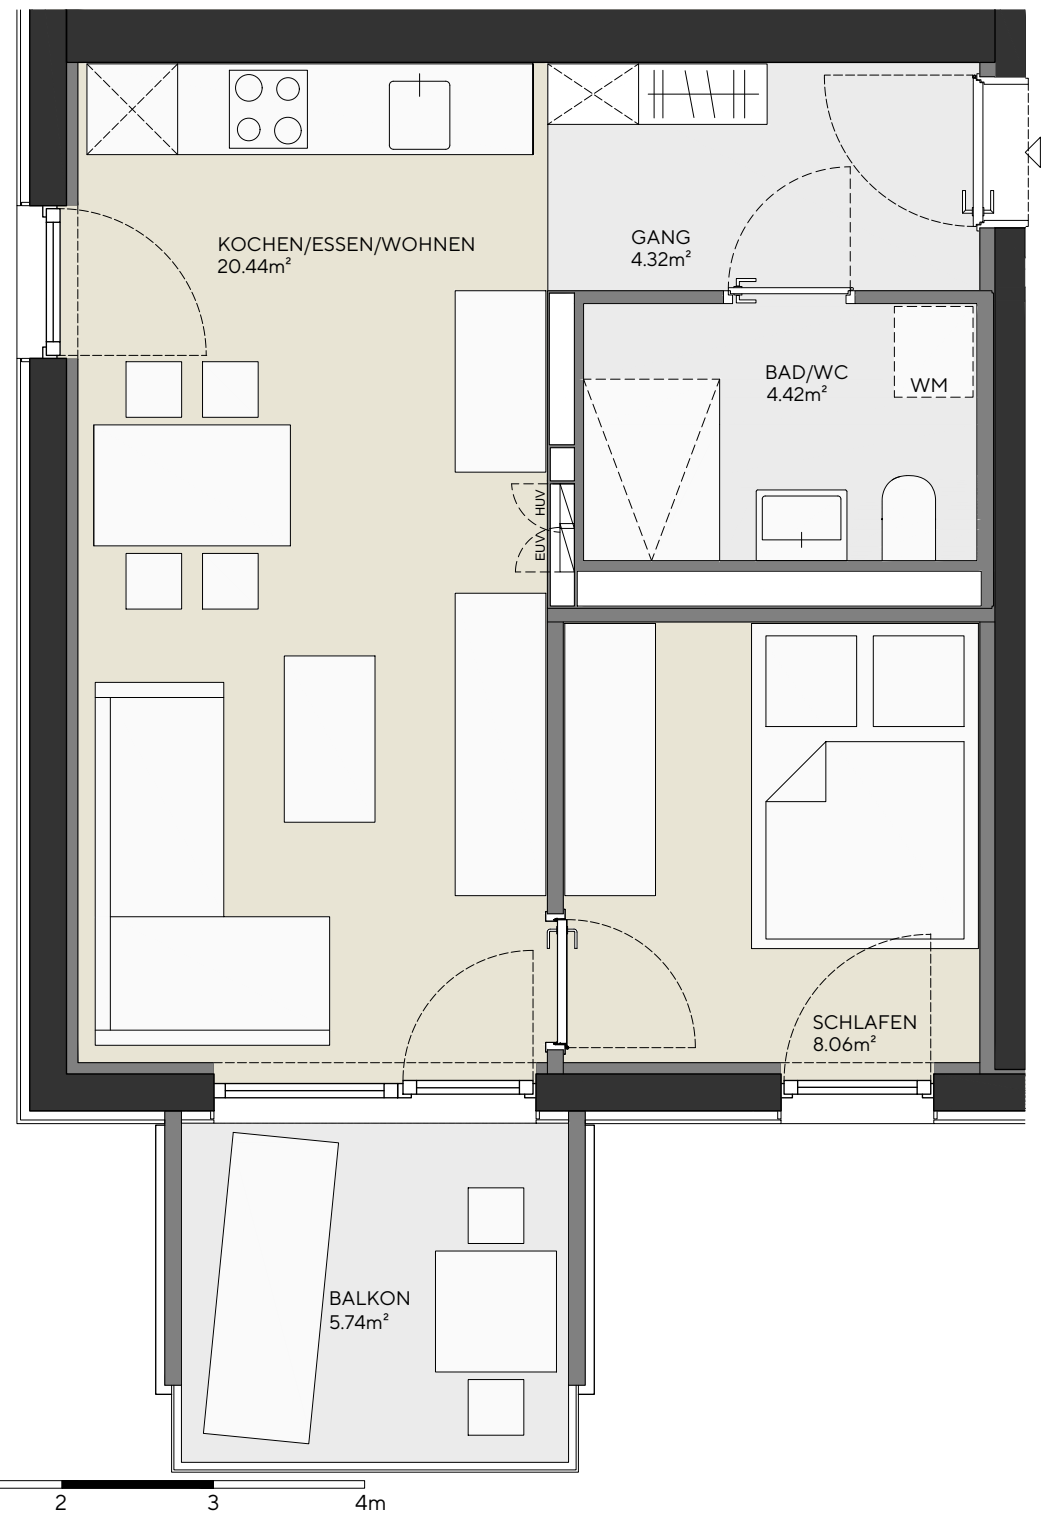 KOCHEN/ESSEN/WOHNEN
20.44m²
GANG
4.32m²
BAD/WC
4.42m²
WM
HUV
EUV
SCHLAFEN
8.06m²
BALKON
5.74m²
2 3 4m